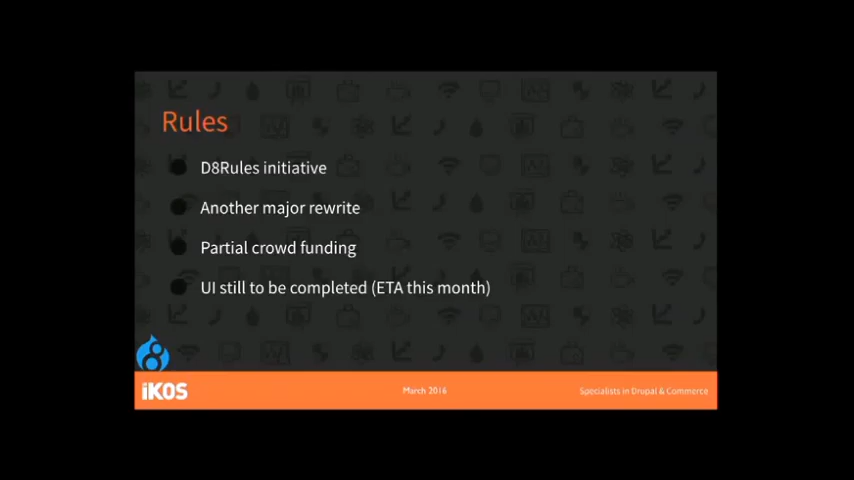 Rules
D8Rules initiative
Another major rewrite
Partial crowd funding
UI still to be completed (ETA this month)
iKOS
March 2016
Specialists in Drupal & Commerce